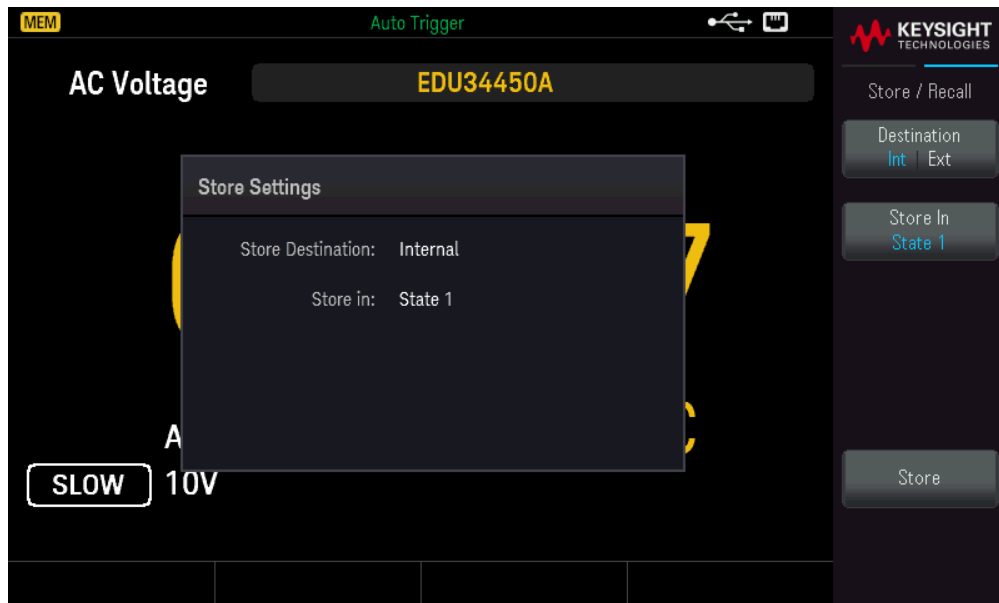 MEM
Auto Trigger
KEYSIGHT
TECHNOLOGIES
AC Voltage
EDU34450A
Store / Recall
Destination
Int | Ext
Store Settings
Store In
State 1
Store Destination: Internal
Store in: State 1
7
A
C
SLOW
10V
Store